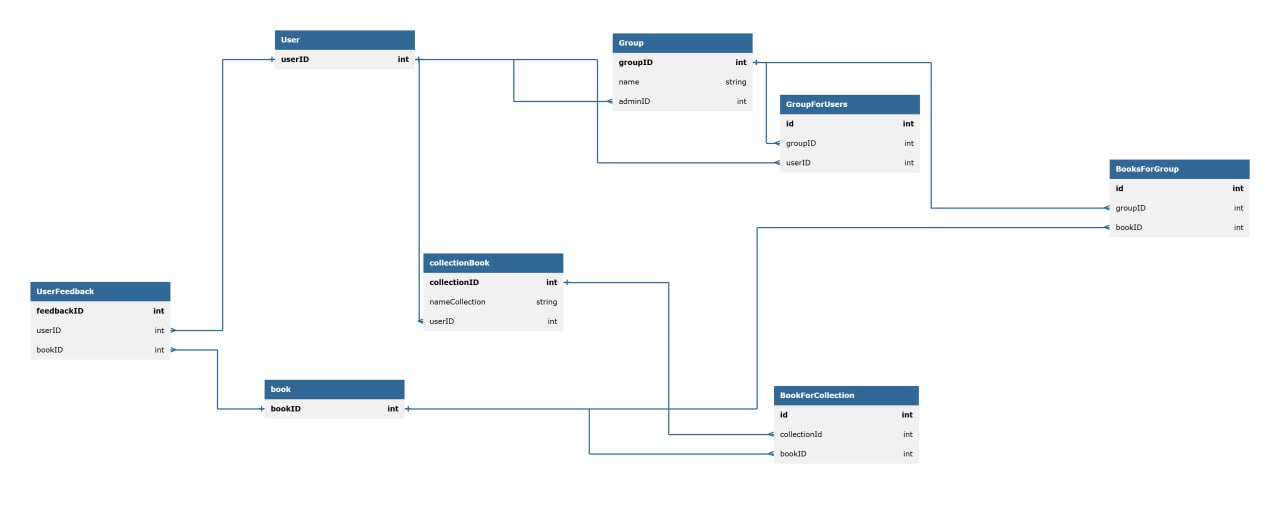 User
userID int
Group
groupID int
name string
adminID int
GroupForUsers
id int
groupID int
userID int
BooksForGroup
id int
groupID int
bookID int
collectionBook
collectionID int
nameCollection string
userID int
UserFeedback
feedbackID int
userID int
bookID int
book
bookID int
BookForCollection
id int
collectionId int
bookID int